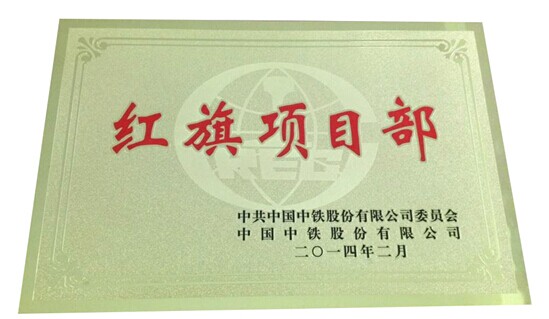 红旗项目部
中共中国中铁股份有限公司委员会
中国中铁股份有限公司
二〇一四年二月